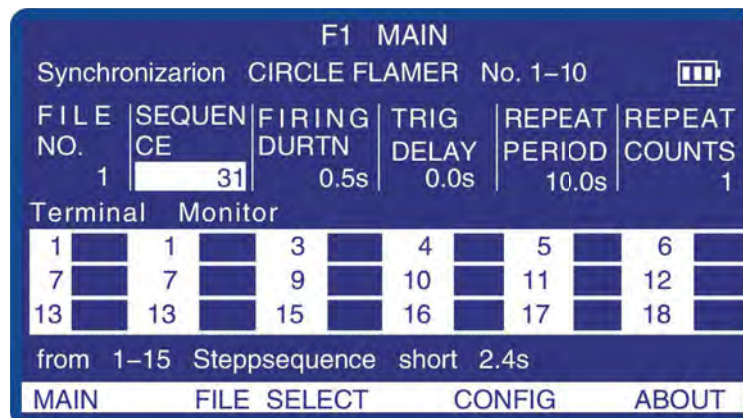 F1 MAIN
Synchronizarion CIRCLE FLAMER No. 1–10
FILE NO. 1 SEQUENCE 31 FIRING DURTN 0.5s TRIG DELAY 0.0s REPEAT PERIOD 10.0s REPEAT COUNTS 1
Terminal Monitor
1 1 3 4 5 6
7 7 9 10 11 12
13 13 15 16 17 18
from 1–15 Steppsequence short 2.4s
MAIN FILE SELECT CONFIG ABOUT